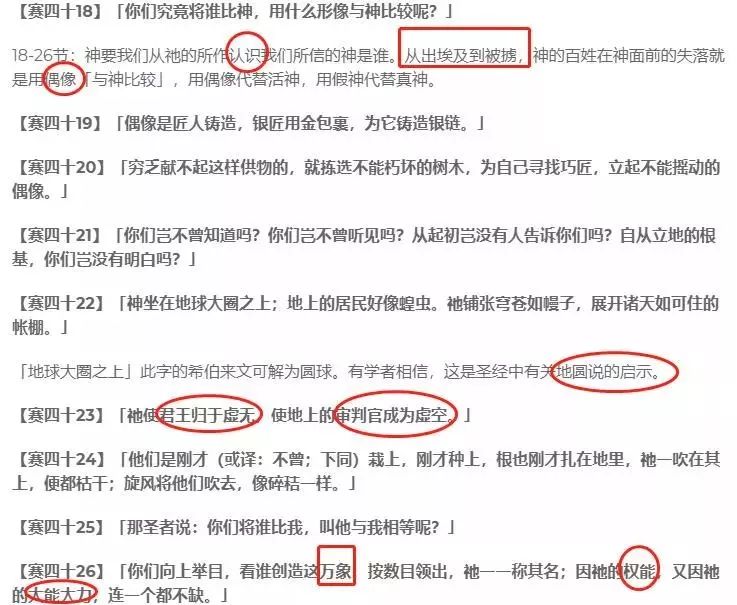 【赛四十18】「你们究竟将谁比神，用什么形像与神比较呢？」
18-26节：神要我们从祂的所作认识我们所信的神是谁。从出埃及到被掳，神的百姓在神面前的失落就
是用偶像「与神比较」，用偶像代替活神，用假神代替真神。
【赛四十19】「偶像是匠人铸造，银匠用金包裹，为它铸造银链。」
【赛四十20】「穷乏献不起这样供物的，就拣选不能朽坏的树木，为自己寻找巧匠，立起不能摇动的
偶像。」
【赛四十21】「你们岂不曾知道吗？你们岂不曾听见吗？从起初岂没有人告诉你们吗？自从立地的根
基，你们岂没有明白吗？」
【赛四十22】「神坐在地球大圈之上；地上的居民好像蝗虫。祂铺张穹苍如幔子，展开诸天如可住的
帐棚。」
「地球大圈之上」此字的希伯来文可解为圆球。有学者相信，这是圣经中有关地圆说的启示。
【赛四十23】「祂使君王归于虚无，使地上的审判官成为虚空。」
【赛四十24】「他们是刚才（或译：不曾；下同）栽上，刚才种上，根也刚才扎在地里，祂一吹在其
上，便都枯干；旋风将他们吹去，像碎秸一样。」
【赛四十25】「那圣者说：你们将谁比我，叫他与我相等呢？」
【赛四十26】「你们向上举目，看谁创造这万象，按数目领出，祂一一称其名；因祂的权能，又因祂
的大能大力，连一个都不缺。」